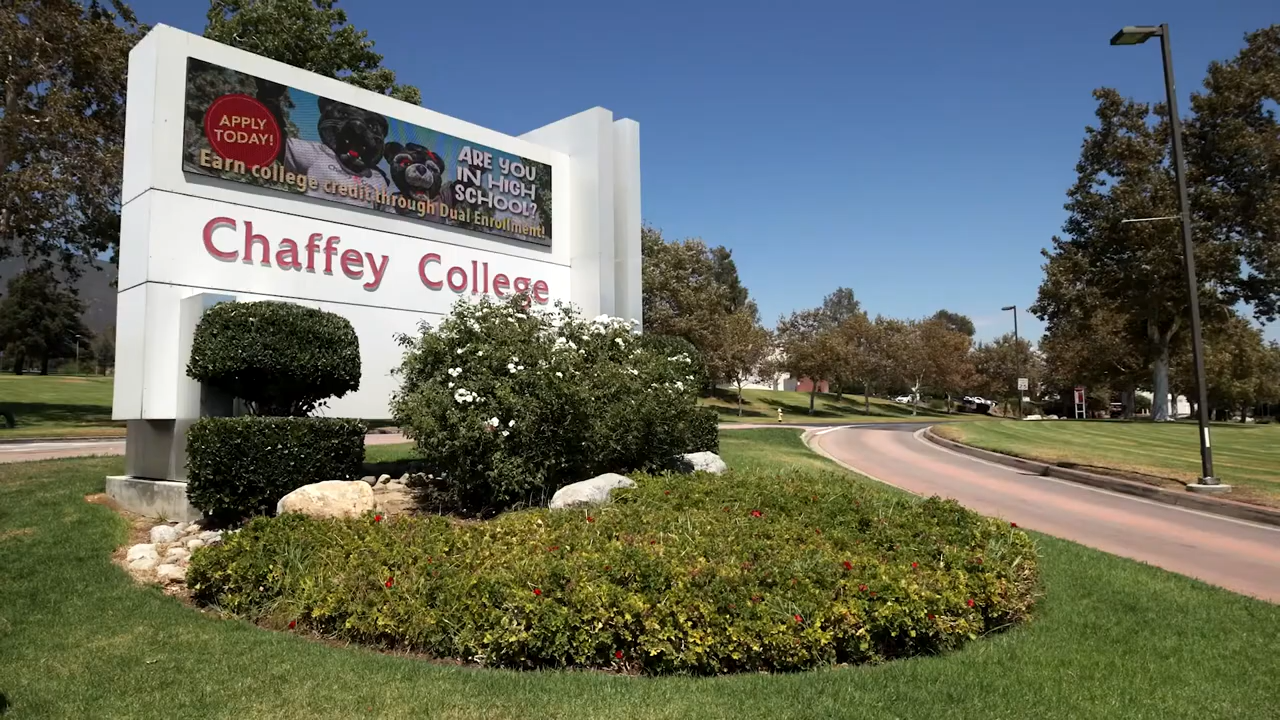 APPLY
TODAY!
ARE YOU
IN HIGH
SCHOOL?
Earn college credit through Dual Enrollment!
Chaffey College